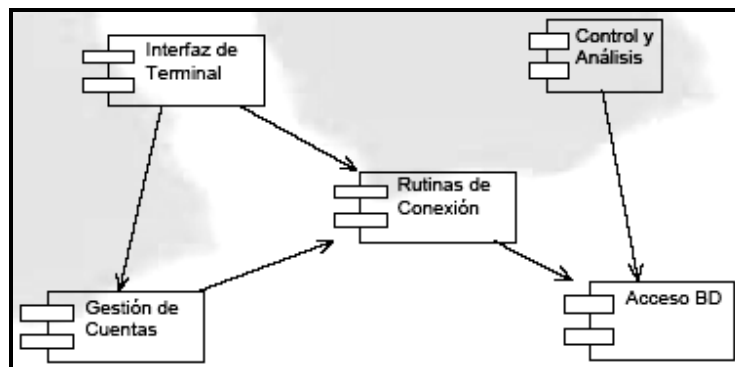 Interfaz de
Terminal
Control y
Análisis
Rutinas de
Conexión
Gestión de
Cuentas
Acceso BD